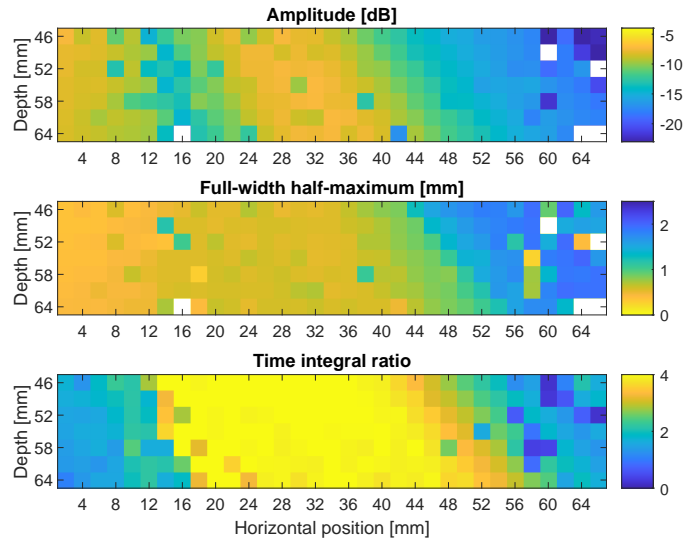 Amplitude [dB]
46
52
58
64
Depth [mm]
4 8 12 16 20 24 28 32 36 40 44 48 52 56 60 64
-5
-10
-15
-20
Full-width half-maximum [mm]
46
52
58
64
Depth [mm]
4 8 12 16 20 24 28 32 36 40 44 48 52 56 60 64
2
1
0
Time integral ratio
46
52
58
64
Depth [mm]
4 8 12 16 20 24 28 32 36 40 44 48 52 56 60 64
Horizontal position [mm]
4
2
0